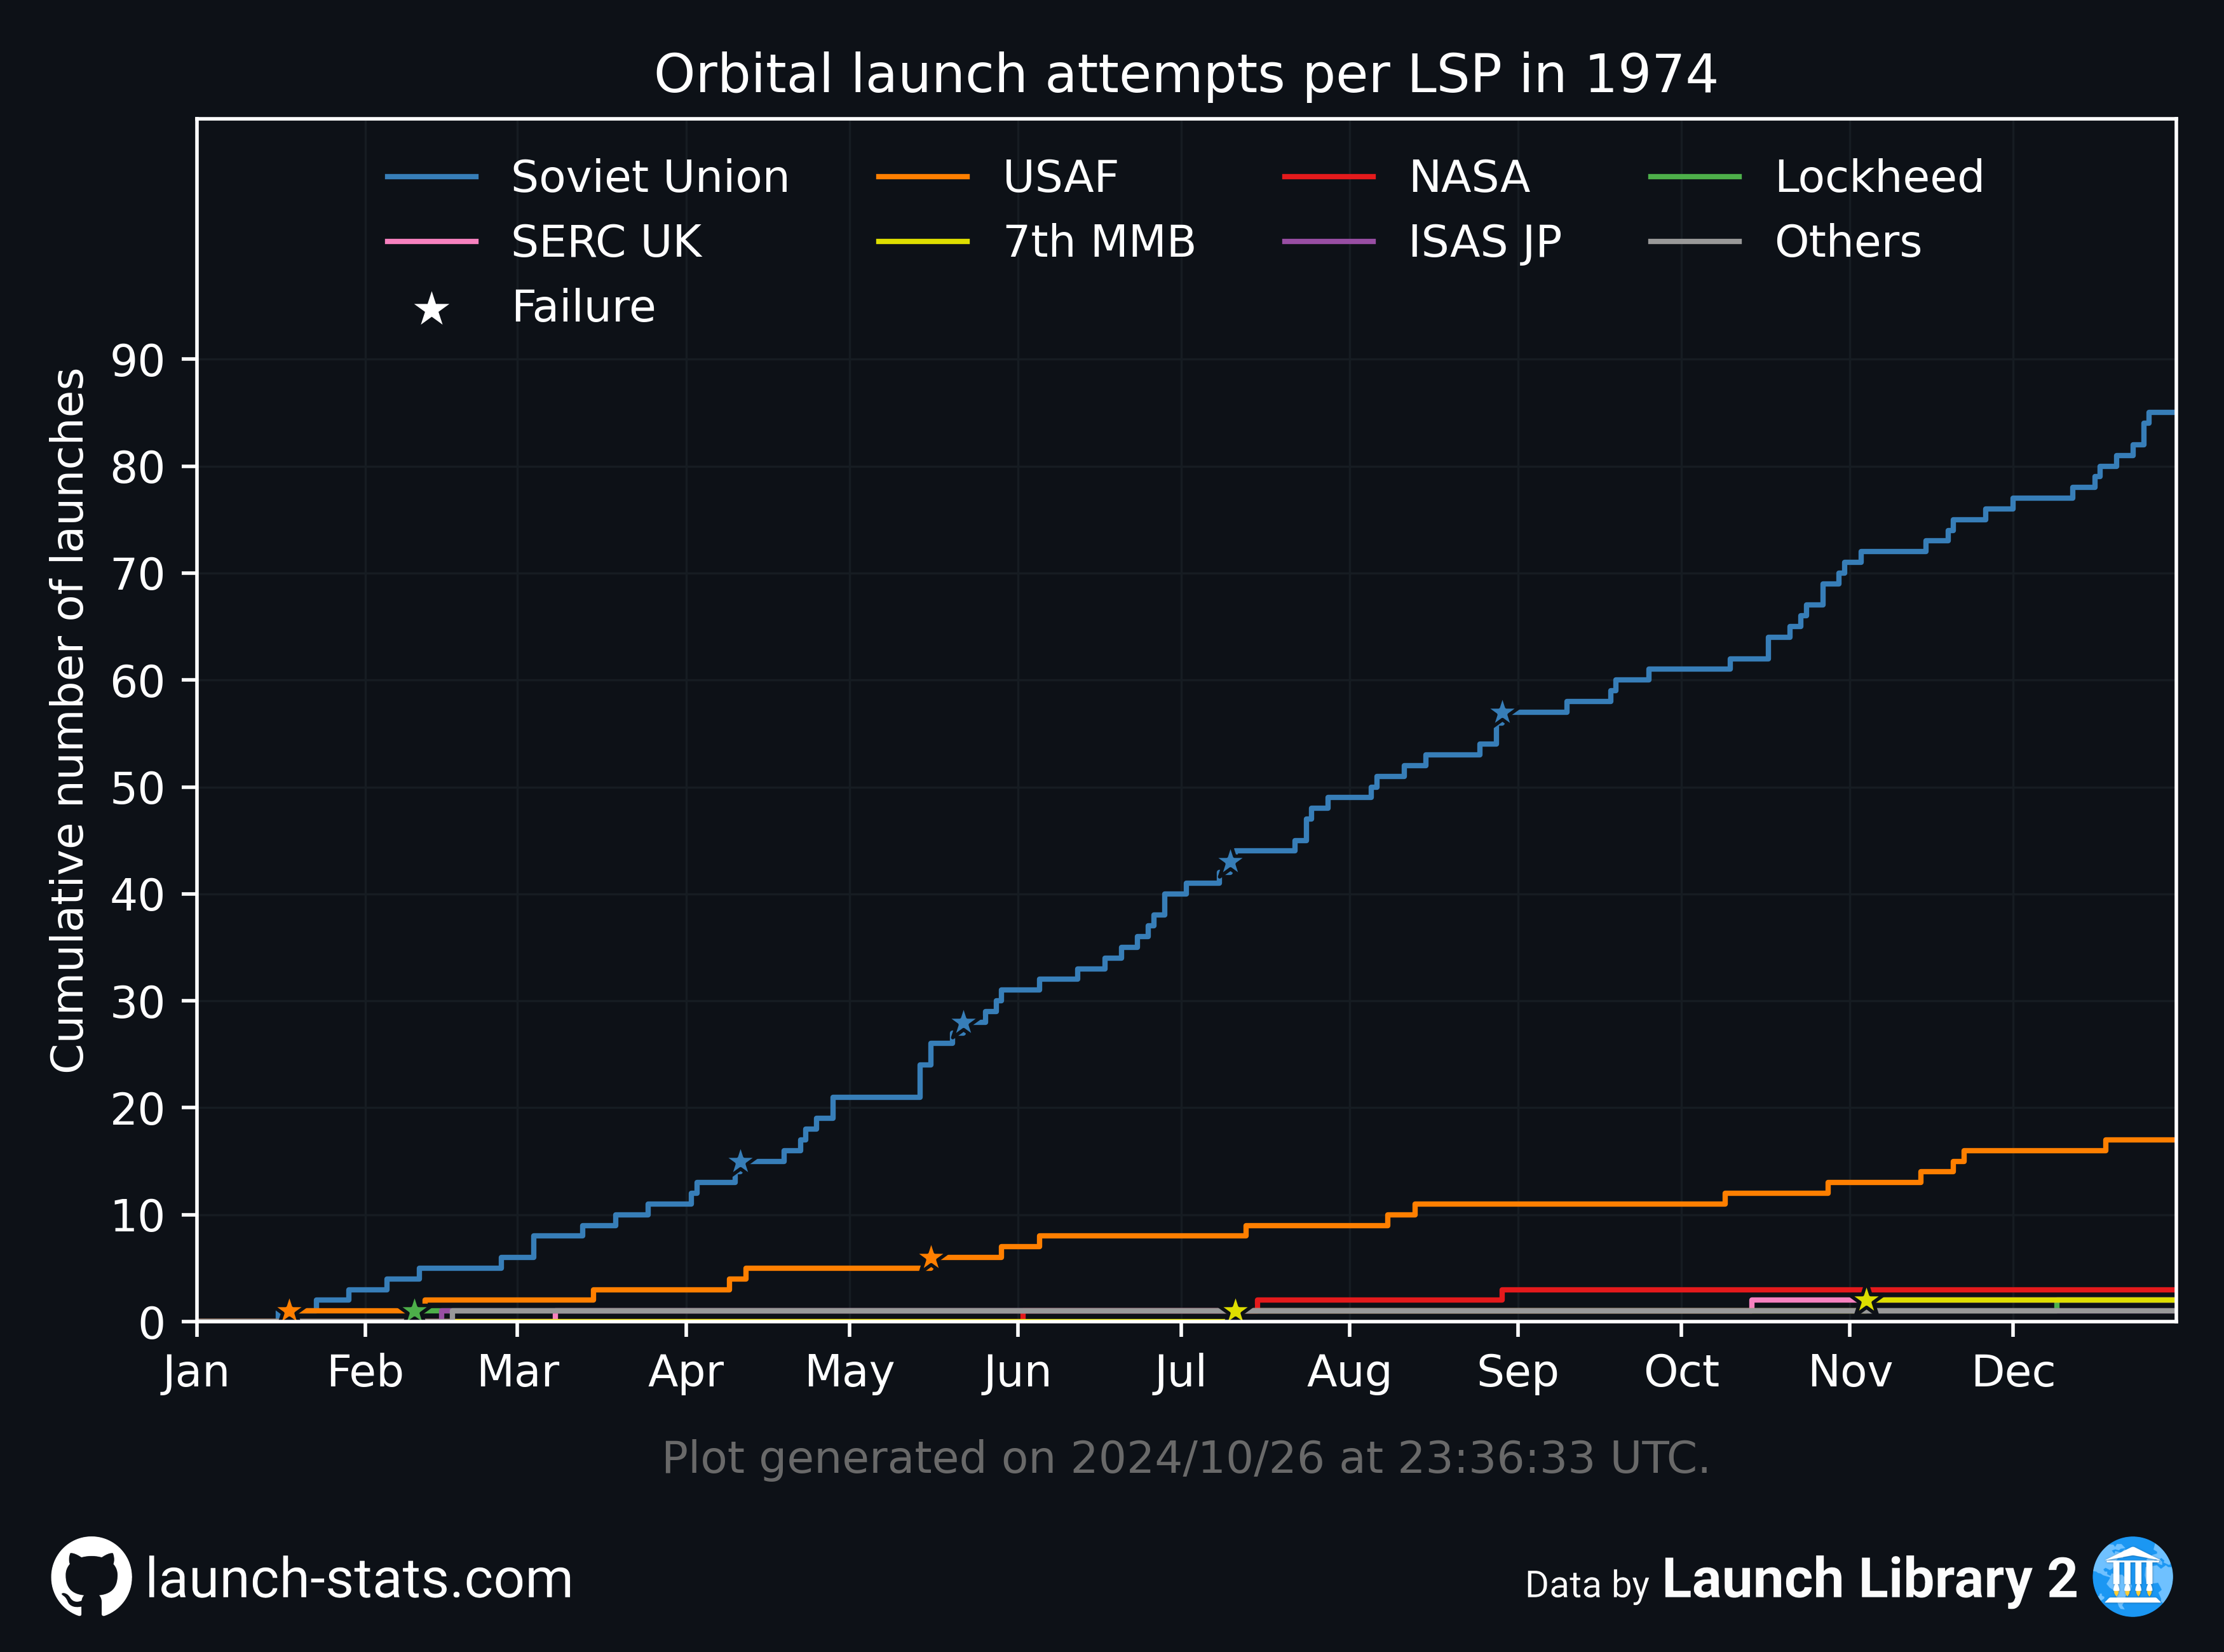 Orbital launch attempts per LSP in 1974
Soviet Union USAF NASA Lockheed
SERC UK 7th MMB ISAS JP Others
Failure
Cumulative number of launches
90
80
70
60
50
40
30
20
10
0
Jan Feb Mar Apr May Jun Jul Aug Sep Oct Nov Dec
Plot generated on 2024/10/26 at 23:36:33 UTC.
launch-stats.com
Data by Launch Library 2